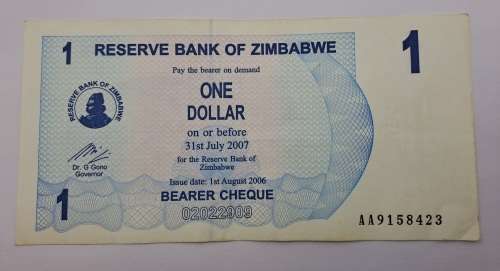 1
RESERVE BANK OF ZIMBABWE
1
Pay the bearer on demand
ONE
DOLLAR
on or before
31st July 2007
for the Reserve Bank of
Zimbabwe
Issue date: 1st August 2006
BEARER CHEQUE
02022909
RESERVE BANK OF ZIMBABWE
Dr. G Gono
Governor
1
AA9158423